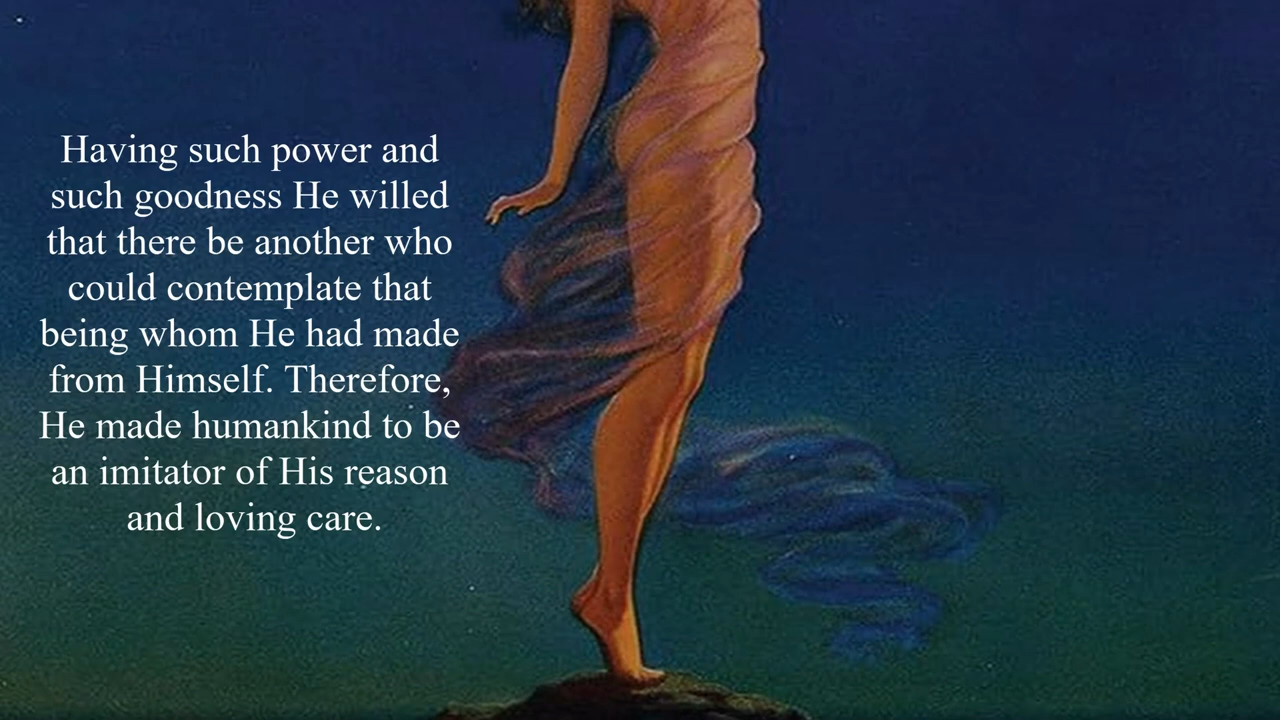 Having such power and
such goodness He willed
that there be another who
could contemplate that
being whom He had made
from Himself. Therefore,
He made humankind to be
an imitator of His reason
and loving care.